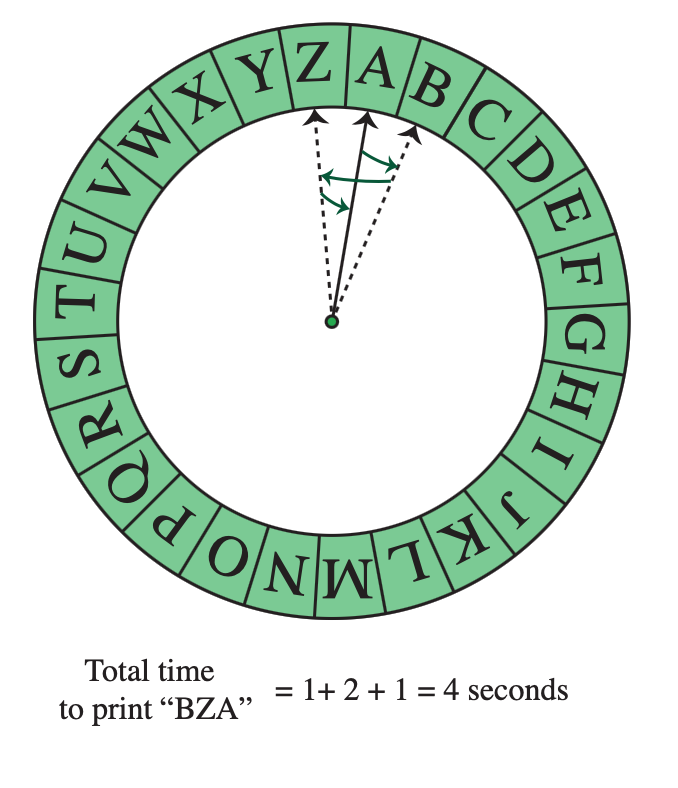 A
B
C
D
E
F
G
H
I
J
K
L
M
N
O
P
Q
R
S
T
U
V
W
X
Y
Z
Total time
to print “BZA” = 1+ 2 + 1 = 4 seconds